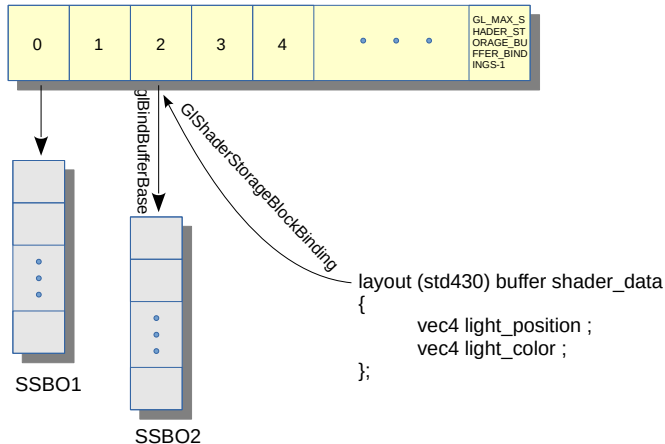 0 1 2 3 4
GL_MAX_S
HADER_ST
ORAGE_BU
FFER_BIND
INGS-1
glBindBufferBase
GlShaderStorageBlockBinding
layout (std430) buffer shader_data
{
vec4 light_position ;
vec4 light_color ;
};
SSBO1
SSBO2